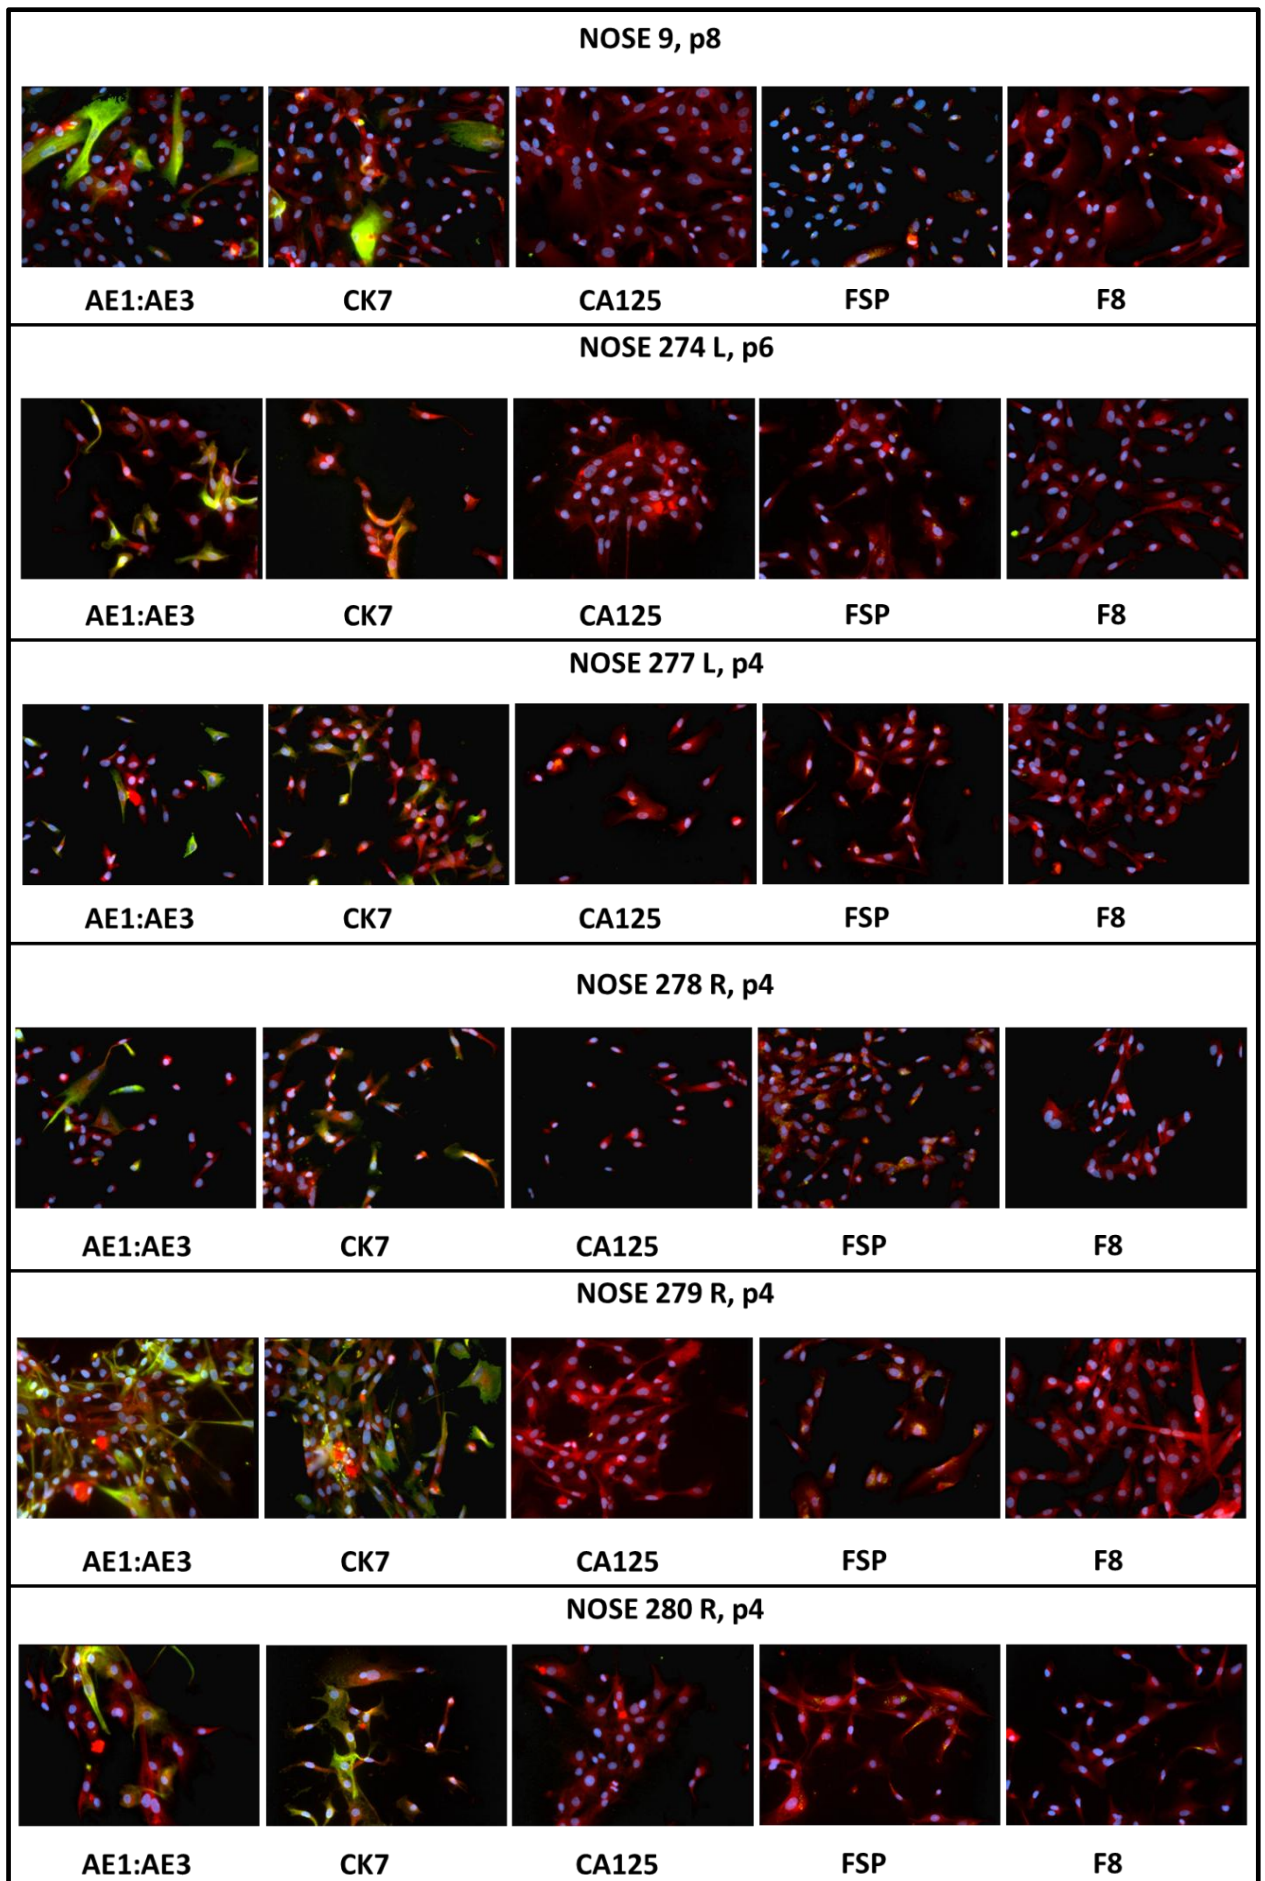 NOSE 9, p8
AE1:AE3 CK7 CA125 FSP F8
NOSE 274 L, p6
AE1:AE3 CK7 CA125 FSP F8
NOSE 277 L, p4
AE1:AE3 CK7 CA125 FSP F8
NOSE 278 R, p4
AE1:AE3 CK7 CA125 FSP F8
NOSE 279 R, p4
AE1:AE3 CK7 CA125 FSP F8
NOSE 280 R, p4
AE1:AE3 CK7 CA125 FSP F8